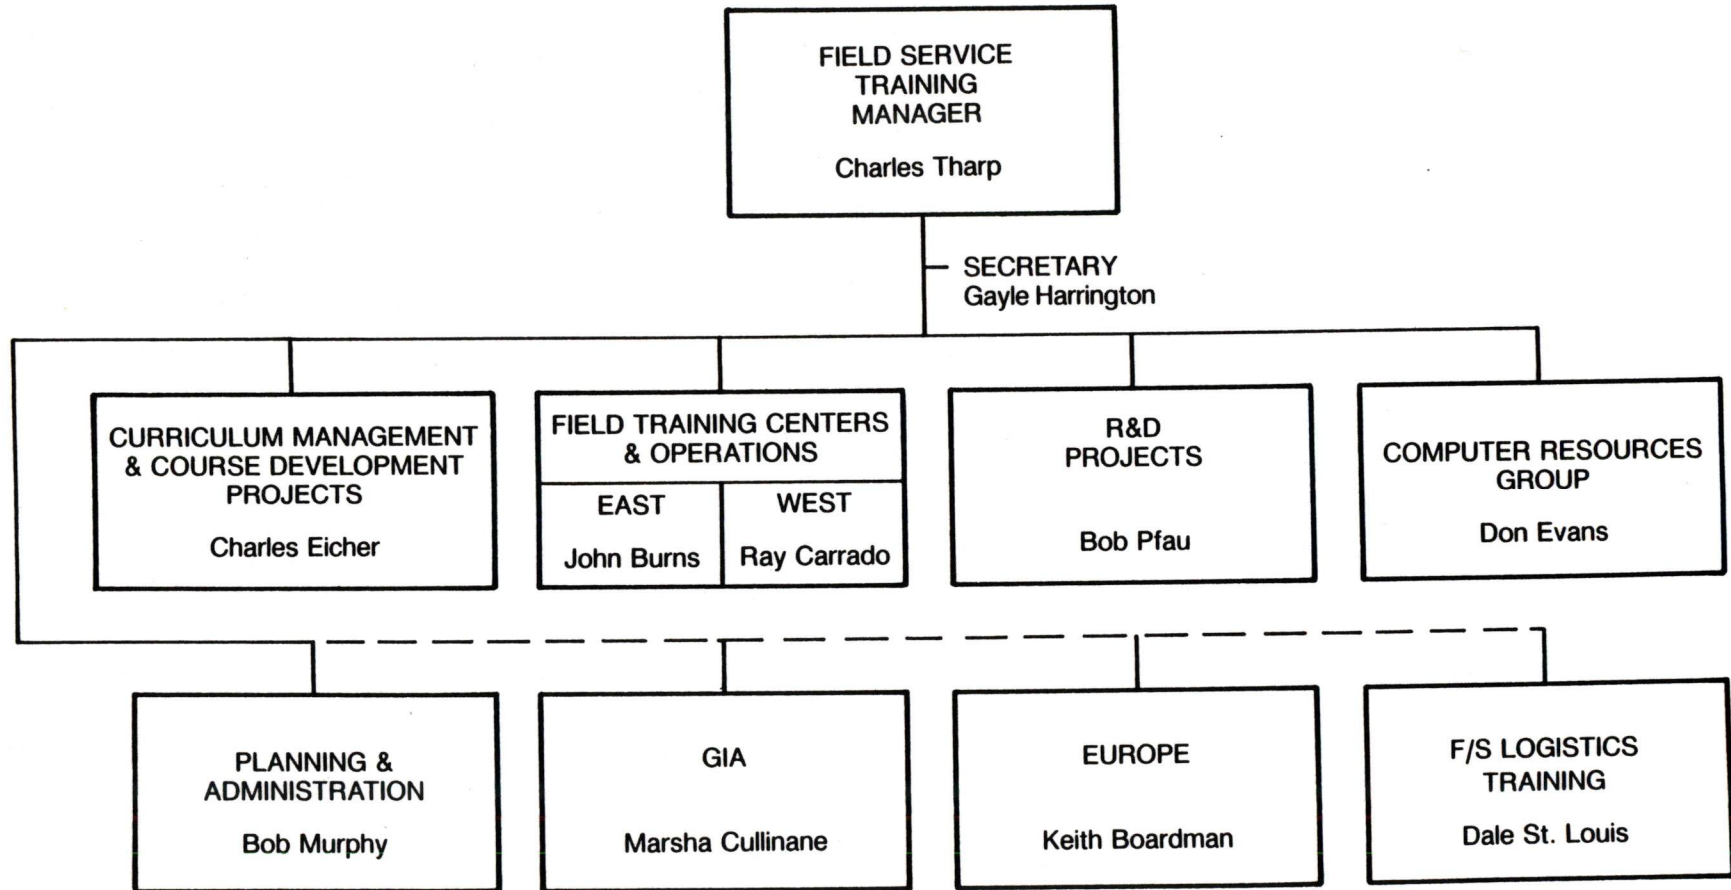 FIELD SERVICE
TRAINING
MANAGER
Charles Tharp
SECRETARY
Gayle Harrington
CURRICULUM MANAGEMENT
& COURSE DEVELOPMENT
PROJECTS
Charles Eicher
FIELD TRAINING CENTERS
& OPERATIONS
EAST
John Burns
WEST
Ray Carrado
R&D
PROJECTS
Bob Pfau
COMPUTER RESOURCES
GROUP
Don Evans
PLANNING &
ADMINISTRATION
Bob Murphy
GIA
Marsha Cullinane
EUROPE
Keith Boardman
F/S LOGISTICS
TRAINING
Dale St. Louis